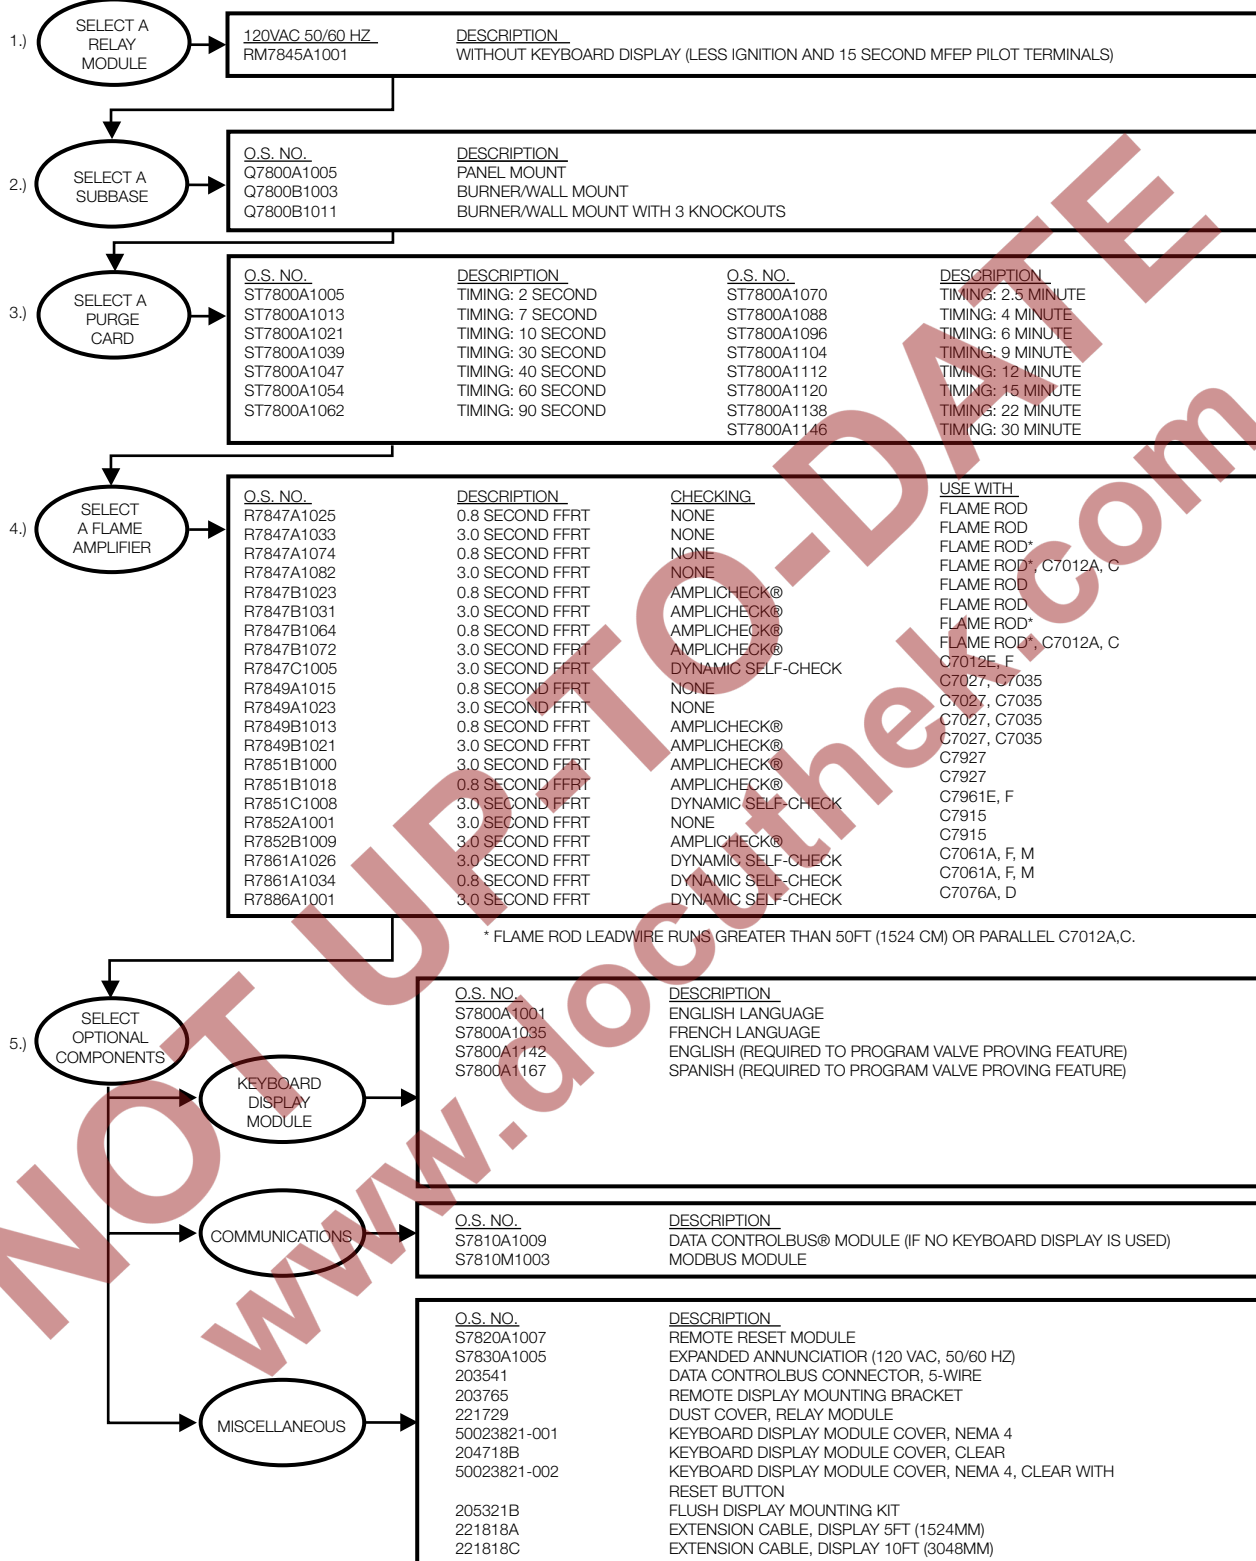 1.) SELECT A
RELAY
MODULE
120VAC 50/60 HZ DESCRIPTION
RM7845A1001 WITHOUT KEYBOARD DISPLAY (LESS IGNITION AND 15 SECOND MFEP PILOT TERMINALS)
2.) SELECT A
SUBBASE
O.S. NO. DESCRIPTION
Q7800A1005 PANEL MOUNT
Q7800B1003 BURNER/WALL MOUNT
Q7800B1011 BURNER/WALL MOUNT WITH 3 KNOCKOUTS
3.) SELECT A
PURGE
CARD
O.S. NO. DESCRIPTION O.S. NO. DESCRIPTION
ST7800A1005 TIMING: 2 SECOND ST7800A1070 TIMING: 2.5 MINUTE
ST7800A1013 TIMING: 7 SECOND ST7800A1088 TIMING: 4 MINUTE
ST7800A1021 TIMING: 10 SECOND ST7800A1096 TIMING: 6 MINUTE
ST7800A1039 TIMING: 30 SECOND ST7800A1104 TIMING: 9 MINUTE
ST7800A1047 TIMING: 40 SECOND ST7800A1112 TIMING: 12 MINUTE
ST7800A1054 TIMING: 60 SECOND ST7800A1120 TIMING: 15 MINUTE
ST7800A1062 TIMING: 90 SECOND ST7800A1138 TIMING: 22 MINUTE
ST7800A1146 TIMING: 30 MINUTE
4.) SELECT
A FLAME
AMPLIFIER
O.S. NO. DESCRIPTION CHECKING USE WITH
R7847A1025 0.8 SECOND FFRT NONE FLAME ROD
R7847A1033 3.0 SECOND FFRT NONE FLAME ROD
R7847A1074 0.8 SECOND FFRT NONE FLAME ROD*
R7847A1082 3.0 SECOND FFRT NONE FLAME ROD*, C7012A, C
R7847B1023 0.8 SECOND FFRT AMPLICHECK® FLAME ROD
R7847B1031 3.0 SECOND FFRT AMPLICHECK® FLAME ROD
R7847B1064 0.8 SECOND FFRT AMPLICHECK® FLAME ROD*
R7847B1072 3.0 SECOND FFRT AMPLICHECK® FLAME ROD*, C7012A, C
R7847C1005 3.0 SECOND FFRT DYNAMIC SELF-CHECK C7012E, F
R7849A1015 0.8 SECOND FFRT NONE C7027, C7035
R7849A1023 3.0 SECOND FFRT NONE C7027, C7035
R7849B1013 0.8 SECOND FFRT AMPLICHECK® C7027, C7035
R7849B1021 3.0 SECOND FFRT AMPLICHECK® C7027, C7035
R7851B1000 3.0 SECOND FFRT AMPLICHECK® C7927
R7851B1018 0.8 SECOND FFRT AMPLICHECK® C7927
R7851C1008 3.0 SECOND FFRT DYNAMIC SELF-CHECK C7961E, F
R7852A1001 3.0 SECOND FFRT NONE C7915
R7852B1009 3.0 SECOND FFRT AMPLICHECK® C7915
R7861A1026 3.0 SECOND FFRT DYNAMIC SELF-CHECK C7061A, F, M
R7861A1034 0.8 SECOND FFRT DYNAMIC SELF-CHECK C7061A, F, M
R7886A1001 3.0 SECOND FFRT DYNAMIC SELF-CHECK C7076A, D
* FLAME ROD LEADWIRE RUNS GREATER THAN 50FT (1524 CM) OR PARALLEL C7012A,C.
5.) SELECT
OPTIONAL
COMPONENTS
KEYBOARD
DISPLAY
MODULE
O.S. NO. DESCRIPTION
S7800A1001 ENGLISH LANGUAGE
S7800A1035 FRENCH LANGUAGE
S7800A1142 ENGLISH (REQUIRED TO PROGRAM VALVE PROVING FEATURE)
S7800A1167 SPANISH (REQUIRED TO PROGRAM VALVE PROVING FEATURE)
COMMUNICATIONS
O.S. NO. DESCRIPTION
S7810A1009 DATA CONTROLBUS® MODULE (IF NO KEYBOARD DISPLAY IS USED)
S7810M1003 MODBUS MODULE
MISCELLANEOUS
O.S. NO. DESCRIPTION
S7820A1007 REMOTE RESET MODULE
S7830A1005 EXPANDED ANNUNCIATIOR (120 VAC, 50/60 HZ)
203541 DATA CONTROLBUS CONNECTOR, 5-WIRE
203765 REMOTE DISPLAY MOUNTING BRACKET
221729 DUST COVER, RELAY MODULE
50023821-001 KEYBOARD DISPLAY MODULE COVER, NEMA 4
204718B KEYBOARD DISPLAY MODULE COVER, CLEAR
50023821-002 KEYBOARD DISPLAY MODULE COVER, NEMA 4, CLEAR WITH
RESET BUTTON
205321B FLUSH DISPLAY MOUNTING KIT
221818A EXTENSION CABLE, DISPLAY 5FT (1524MM)
221818C EXTENSION CABLE, DISPLAY 10FT (3048MM)
NOT UP-TO-DATE
www.docuthek.com